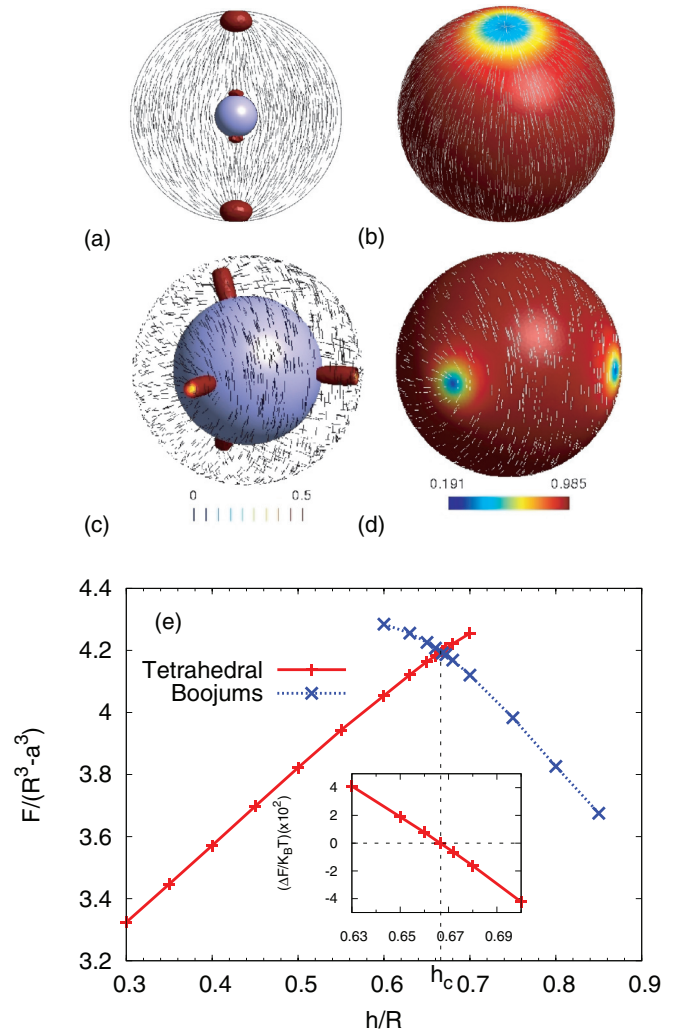 (a)
(b)
0 0.5
0.191 0.985
(c)
(d)
(e)
Tetrahedral
Boojums
F/(R³-a³)
4.4
4.2
4
3.8
3.6
3.4
3.2
(ΔF/K_BT)(x10²)
4
2
0
-2
-4
0.63 0.65 0.67 0.69
0.3 0.4 0.5 0.6 h_c 0.7 0.8 0.9
h/R